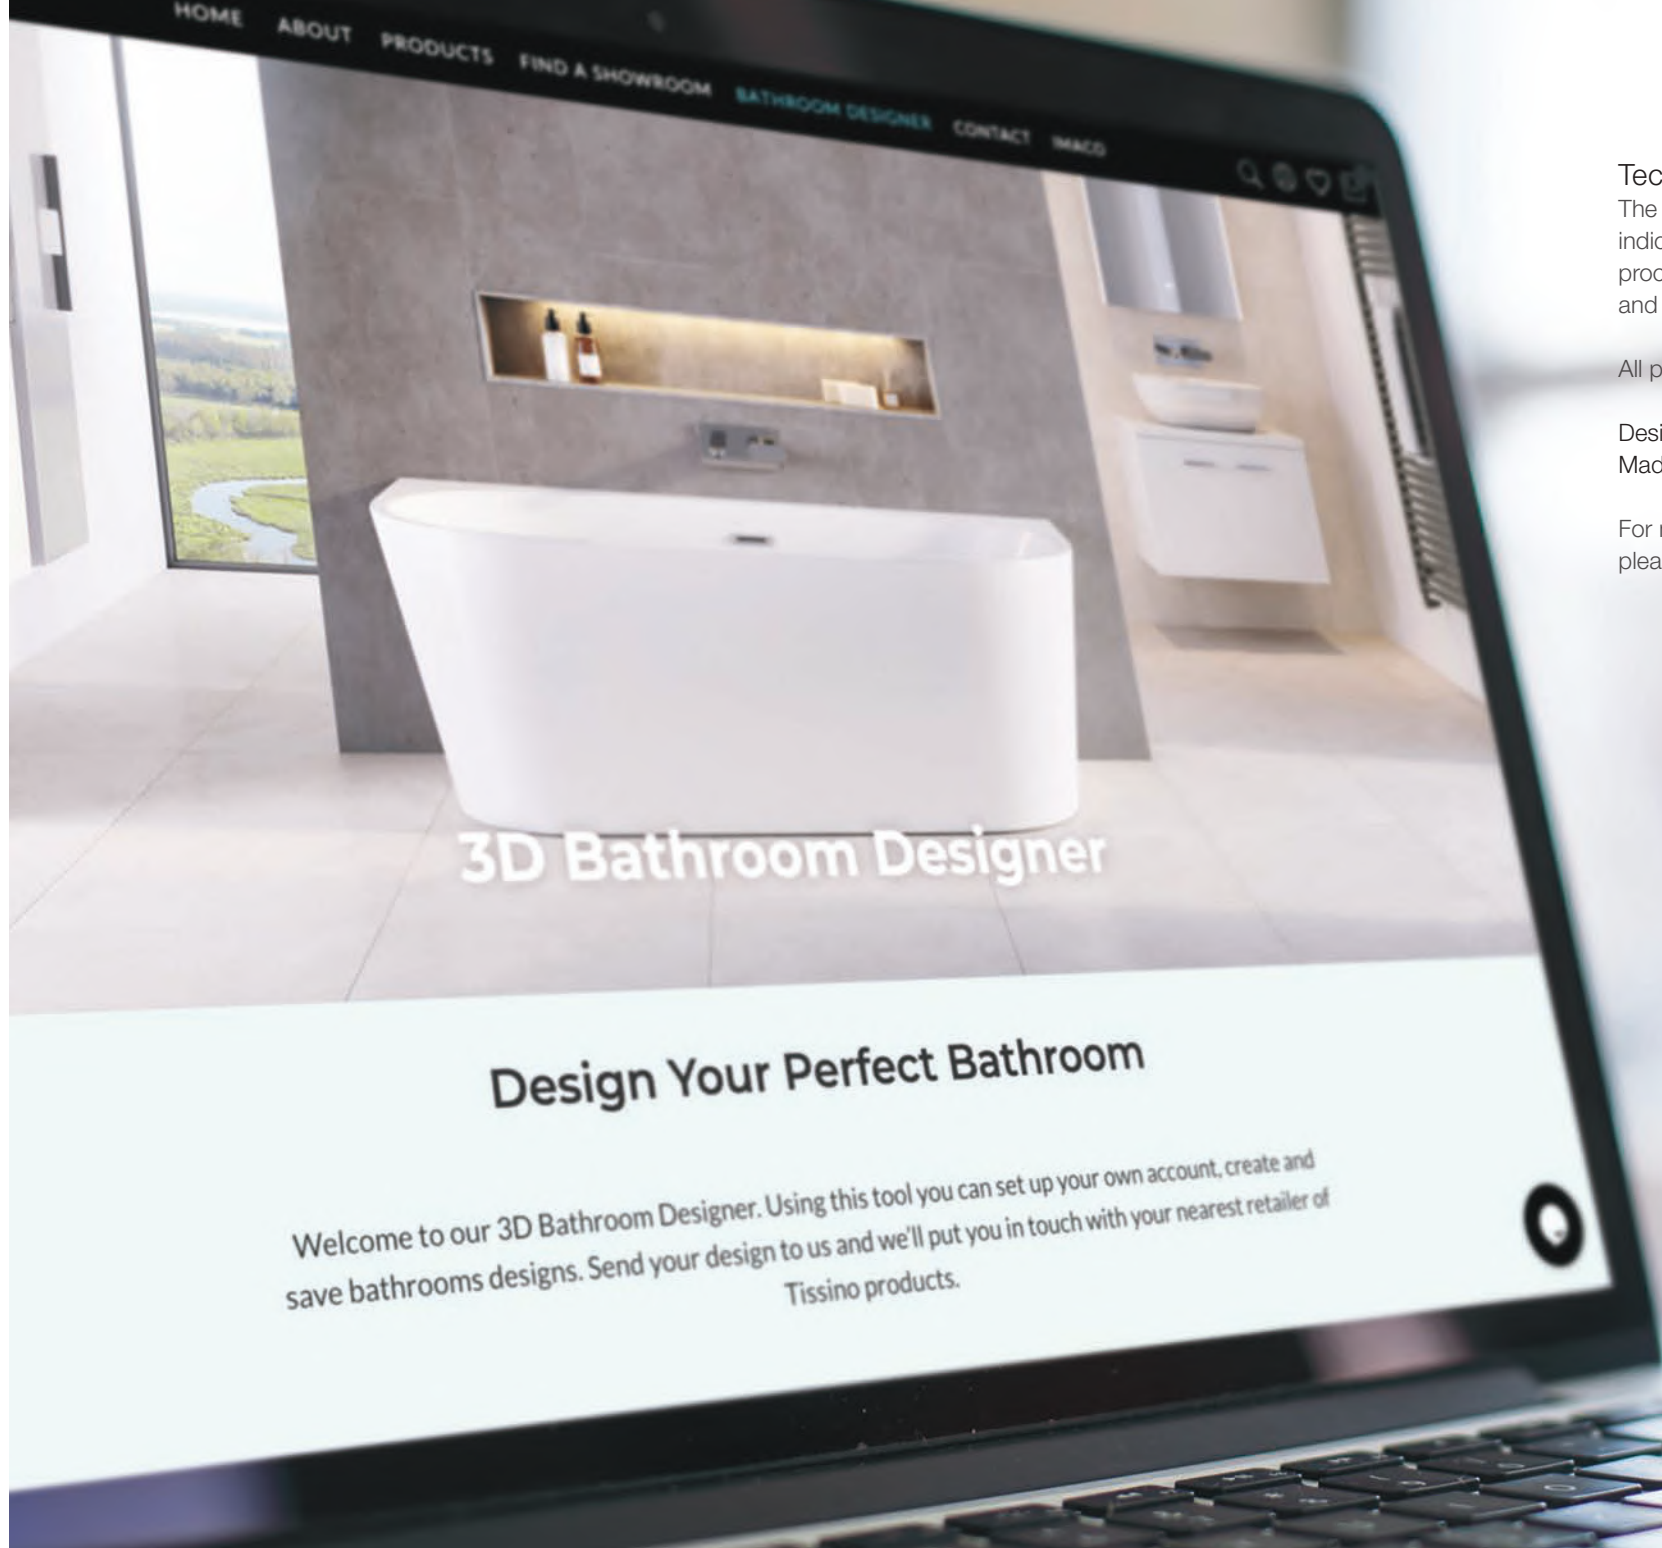 HOME ABOUT PRODUCTS FIND A SHOWROOM BATHROOM DESIGNER CONTACT IMAGO
3D Bathroom Designer
Design Your Perfect Bathroom
Welcome to our 3D Bathroom Designer. Using this tool you can set up your own account, create and
save bathrooms designs. Send your design to us and we'll put you in touch with your nearest retailer of
Tissino products.
Tec
The
indic
proc
and
All p
Desi
Mad
For
plea